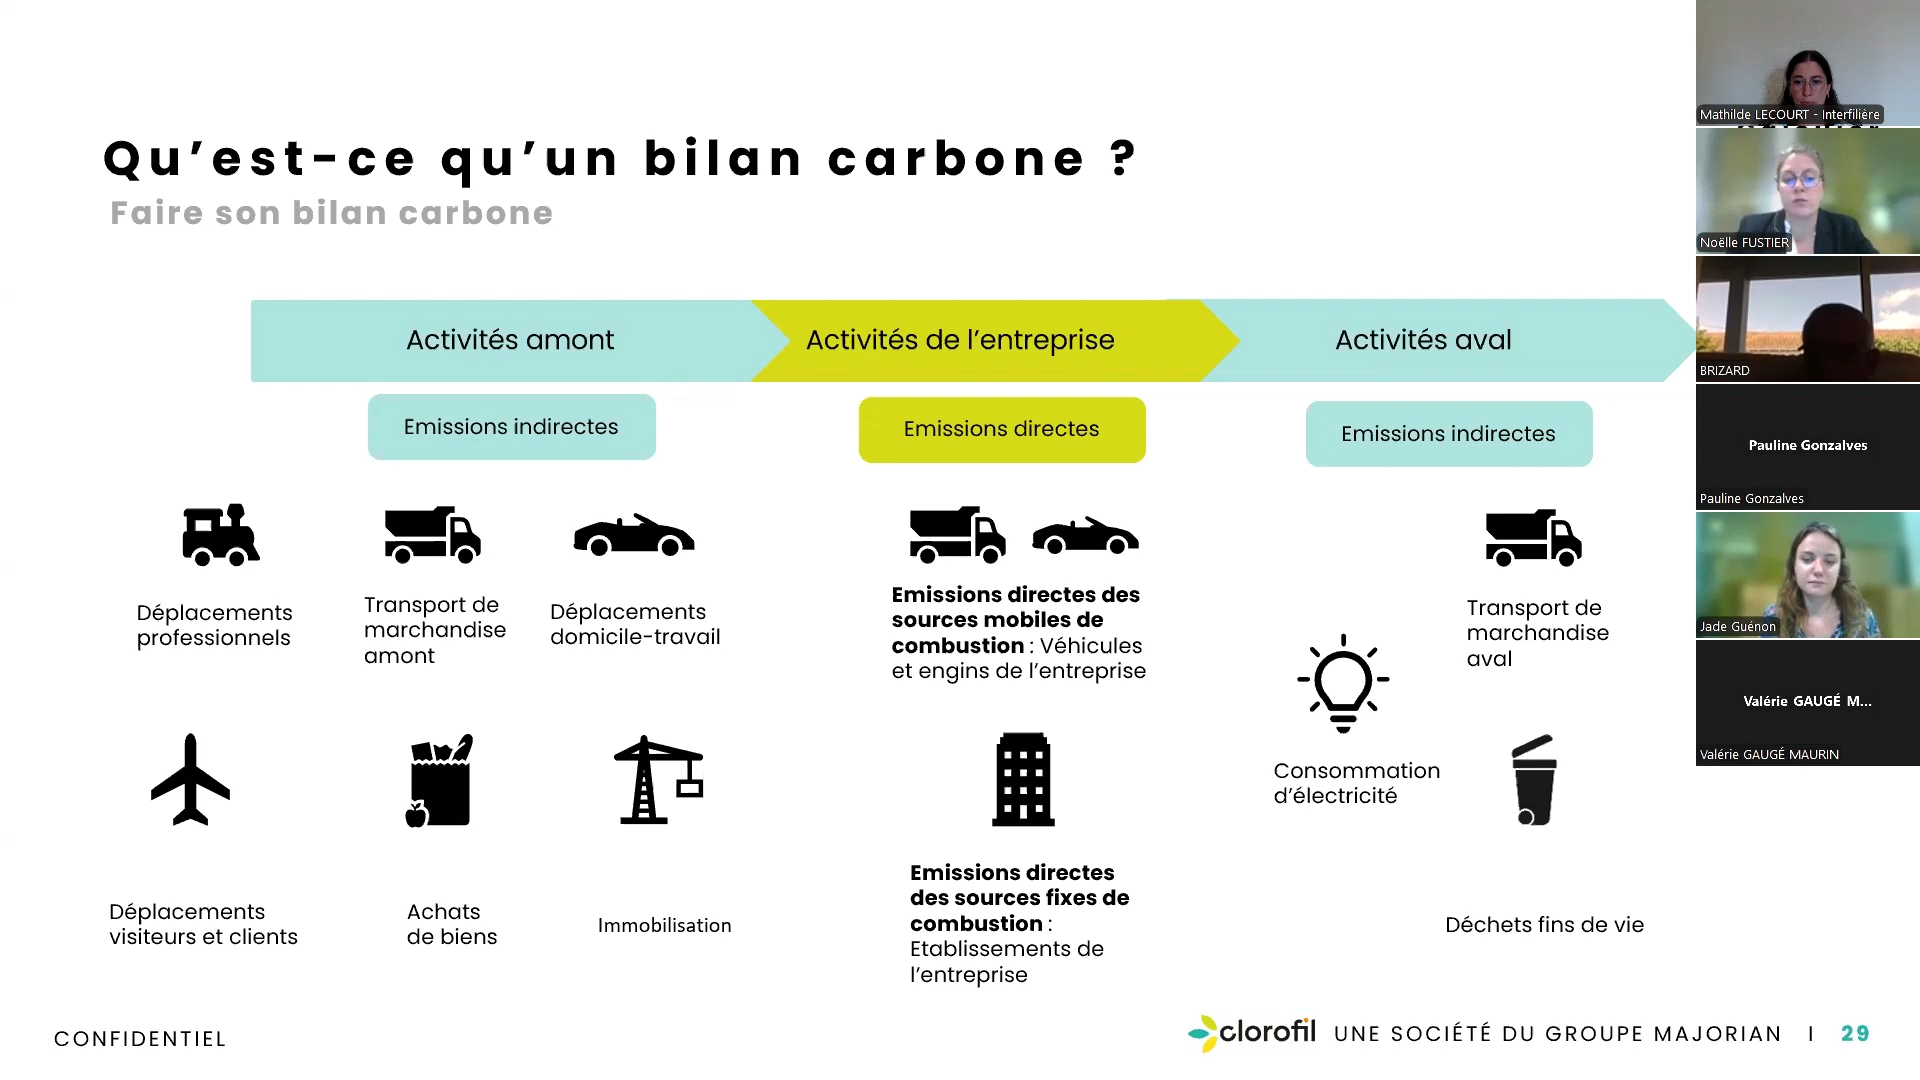 Qu’est-ce qu’un bilan carbone ?
Faire son bilan carbone
Activités amont
Activités de l’entreprise
Activités aval
Emissions indirectes
Emissions directes
Emissions indirectes
Déplacements
professionnels
Transport de
marchandise
amont
Déplacements
domicile-travail
Emissions directes des
sources mobiles de
combustion : Véhicules
et engins de l’entreprise
Transport de
marchandise
aval
Consommation
d’électricité
Déplacements
visiteurs et clients
Achats
de biens
Immobilisation
Emissions directes
des sources fixes de
combustion :
Etablissements de
l’entreprise
Déchets fins de vie
CONFIDENTIEL
clorofil
UNE SOCIÉTÉ DU GROUPE MAJORIAN | 29
Mathilde LECOURT - Interfilière
Noëlle FUSTIER
BRIZARD
Pauline Gonzalves
Pauline Gonzalves
Jade Guénon
Valérie GAUGÉ M...
Valérie GAUGÉ MAURIN